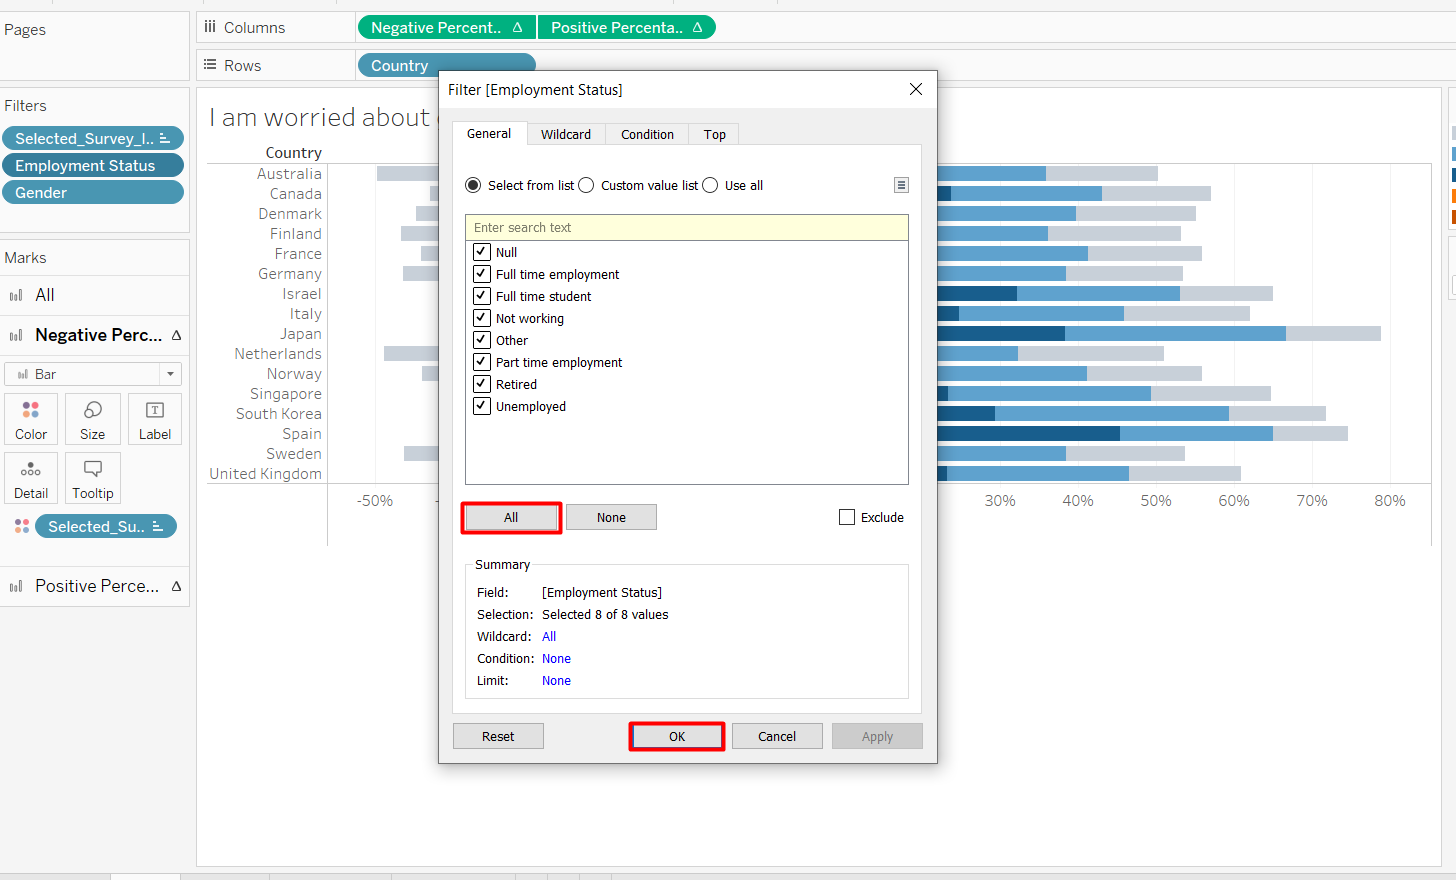 Pages
Columns
Negative Percent.. Δ
Positive Percenta.. Δ
Rows
Country
Filters
Selected_Survey_I..
Employment Status
Gender
Marks
All
Negative Perc... Δ
Bar
Color
Size
Label
Detail
Tooltip
Selected_Su..
Positive Perce... Δ
I am worried about
Country
Australia
Canada
Denmark
Finland
France
Germany
Israel
Italy
Japan
Netherlands
Norway
Singapore
South Korea
Spain
Sweden
United Kingdom
-50%
30% 40% 50% 60% 70% 80%
Filter [Employment Status]
General Wildcard Condition Top
Select from list Custom value list Use all
Enter search text
Null
Full time employment
Full time student
Not working
Other
Part time employment
Retired
Unemployed
All None Exclude
Summary
Field: [Employment Status]
Selection: Selected 8 of 8 values
Wildcard: All
Condition: None
Limit: None
Reset OK Cancel Apply